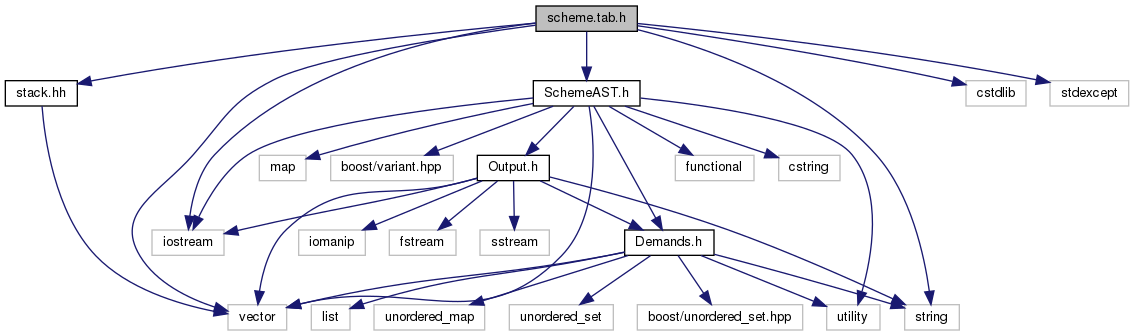 scheme.tab.h
stack.hh
SchemeAST.h
cstdlib
stdexcept
map
boost/variant.hpp
Output.h
functional
cstring
iostream
iomanip
fstream
sstream
Demands.h
vector
list
unordered_map
unordered_set
boost/unordered_set.hpp
utility
string